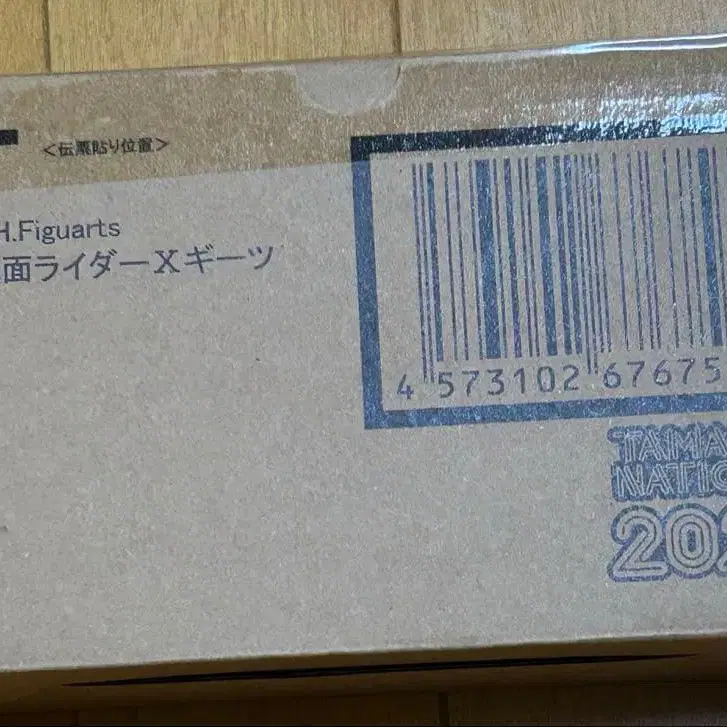 <伝票貼り位置>
H.Figuarts
面ライダーXギーツ
4 573102 67675
TAMA
NATIO
202